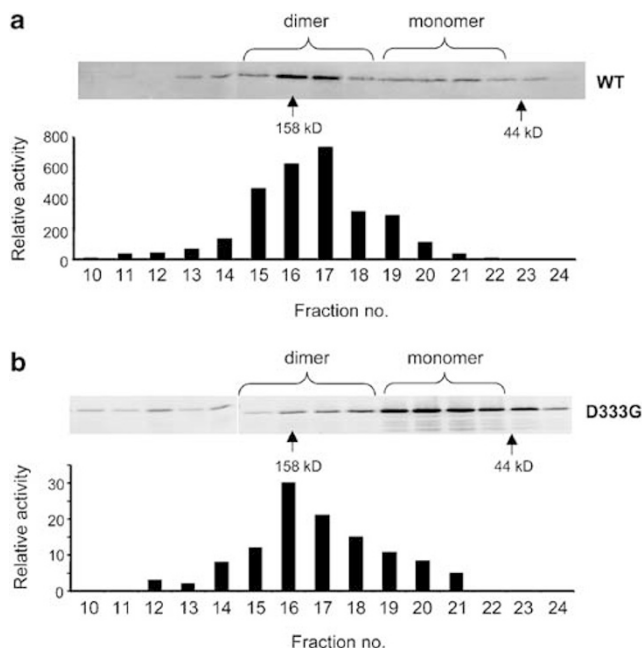 a
dimer monomer
WT
158 kD 44 kD
Relative activity
800
600
400
200
0
10 11 12 13 14 15 16 17 18 19 20 21 22 23 24
Fraction no.
b
dimer monomer
D333G
158 kD 44 kD
Relative activity
30
20
10
0
10 11 12 13 14 15 16 17 18 19 20 21 22 23 24
Fraction no.